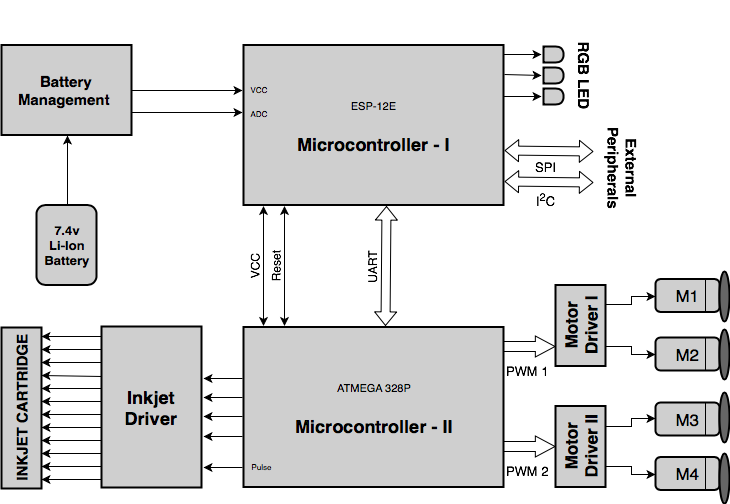 Battery
Management
7.4v
Li-Ion
Battery
VCC
ADC
ESP-12E
Microcontroller - I
RGB LED
SPI
I²C
External
Peripherals
VCC
Reset
UART
INKJET CARTRIDGE
Inkjet
Driver
ATMEGA 328P
Microcontroller - II
Pulse
PWM 1
PWM 2
Motor
Driver I
Motor
Driver II
M1
M2
M3
M4